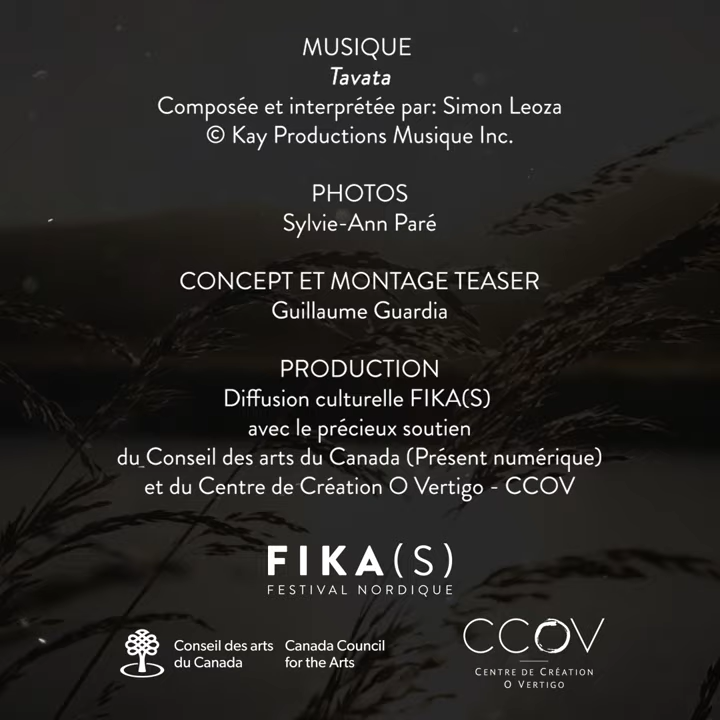 MUSIQUE
Tavata
Composée et interprétée par: Simon Leoza
© Kay Productions Musique Inc.
PHOTOS
Sylvie-Ann Paré
CONCEPT ET MONTAGE TEASER
Guillaume Guardia
PRODUCTION
Diffusion culturelle FIKA(S)
avec le précieux soutien
du Conseil des arts du Canada (Présent numérique)
et du Centre de Création O Vertigo - CCOV
FIKA(S)
FESTIVAL NORDIQUE
Conseil des arts
du Canada
Canada Council
for the Arts
CCOV
CENTRE DE CRÉATION
O VERTIGO